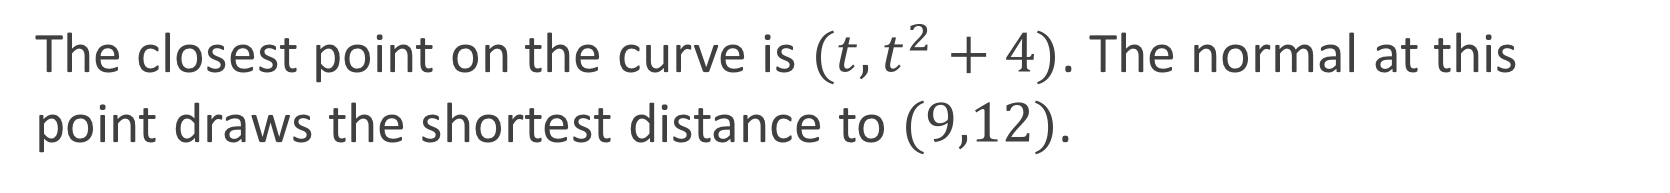 The closest point on the curve is (t, t² + 4). The normal at this
point draws the shortest distance to (9,12).